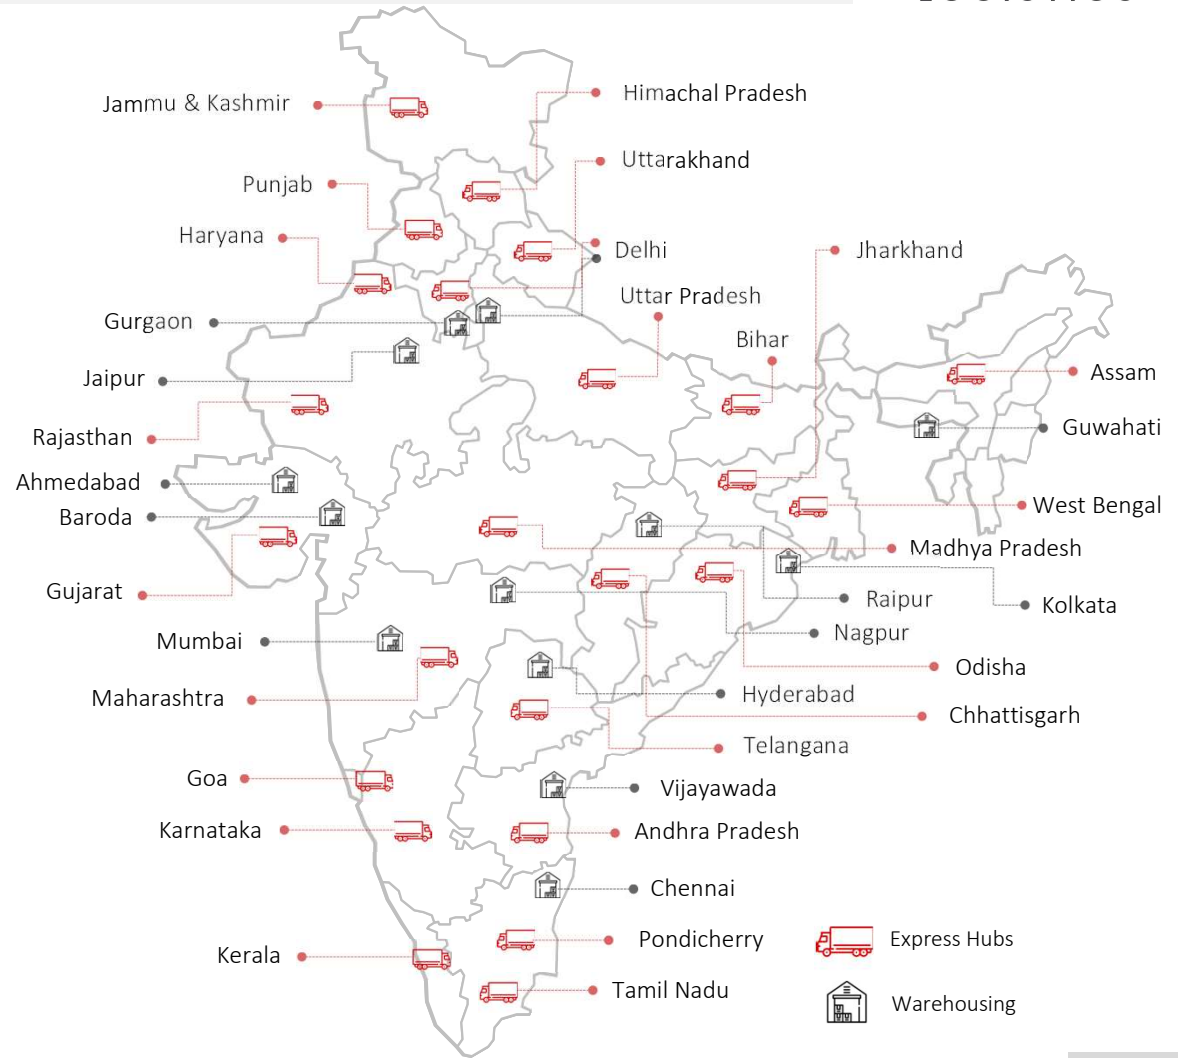 Jammu & Kashmir
Himachal Pradesh
Uttarakhand
Punjab
Haryana
Delhi
Jharkhand
Uttar Pradesh
Gurgaon
Bihar
Jaipur
Assam
Rajasthan
Guwahati
Ahmedabad
Baroda
West Bengal
Madhya Pradesh
Gujarat
Raipur
Kolkata
Mumbai
Nagpur
Odisha
Maharashtra
Hyderabad
Chhattisgarh
Telangana
Goa
Vijayawada
Karnataka
Andhra Pradesh
Chennai
Pondicherry
Express Hubs
Kerala
Tamil Nadu
Warehousing